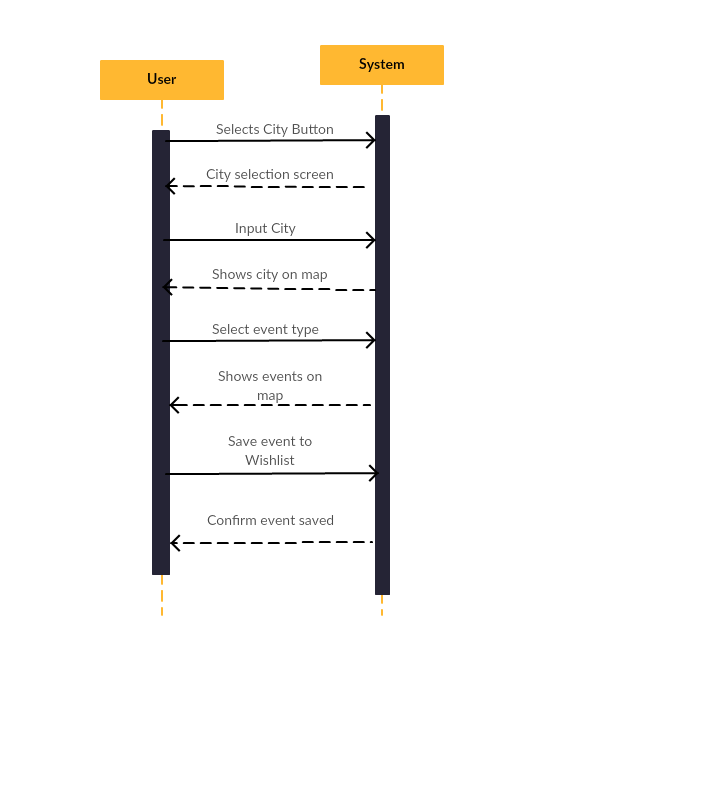 User
System
Selects City Button
City selection screen
Input City
Shows city on map
Select event type
Shows events on
map
Save event to
Wishlist
Confirm event saved